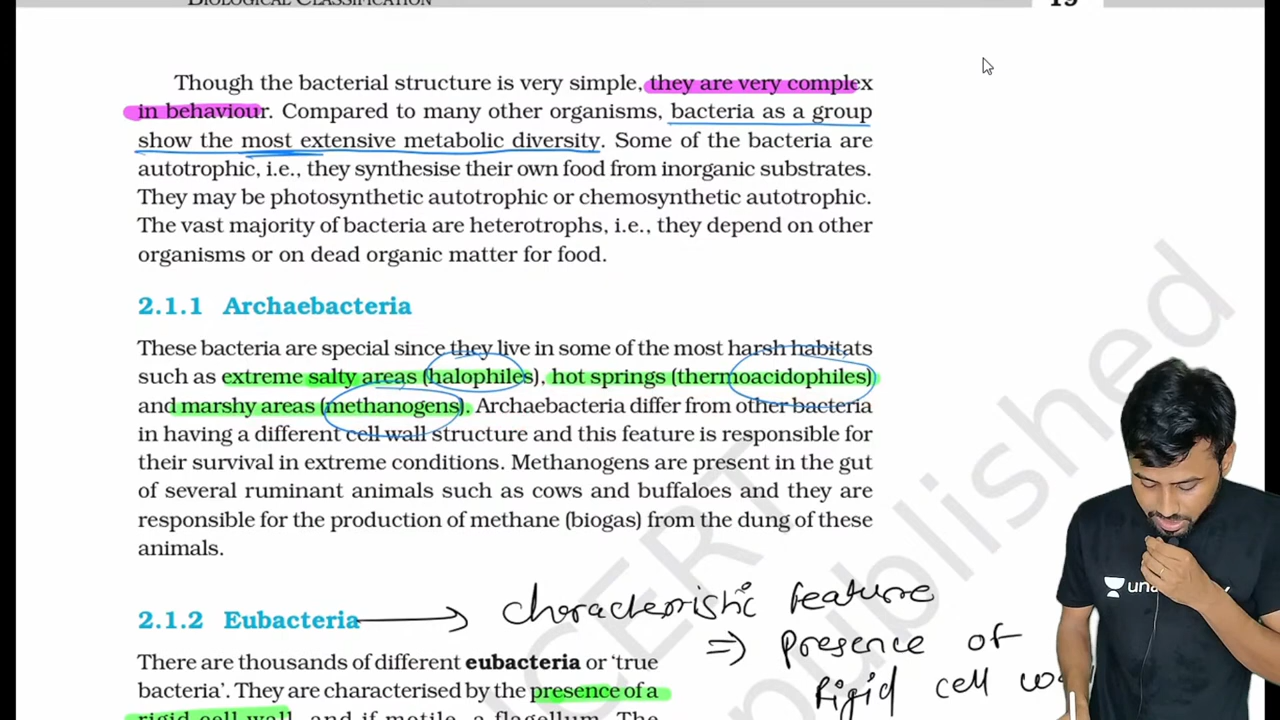 BIOLOGICAL CLASSIFICATION 19
Though the bacterial structure is very simple, they are very complex
in behaviour. Compared to many other organisms, bacteria as a group
show the most extensive metabolic diversity. Some of the bacteria are
autotrophic, i.e., they synthesise their own food from inorganic substrates.
They may be photosynthetic autotrophic or chemosynthetic autotrophic.
The vast majority of bacteria are heterotrophs, i.e., they depend on other
organisms or on dead organic matter for food.
2.1.1 Archaebacteria
These bacteria are special since they live in some of the most harsh habitats
such as extreme salty areas (halophiles), hot springs (thermoacidophiles)
and marshy areas (methanogens). Archaebacteria differ from other bacteria
in having a different cell wall structure and this feature is responsible for
their survival in extreme conditions. Methanogens are present in the gut
of several ruminant animals such as cows and buffaloes and they are
responsible for the production of methane (biogas) from the dung of these
animals.
2.1.2 Eubacteria → characteristic feature
⇒ presence of
Rigid cell
There are thousands of different eubacteria or ‘true
bacteria’. They are characterised by the presence of a
rigid cell wall, and if motile, a flagellum. The